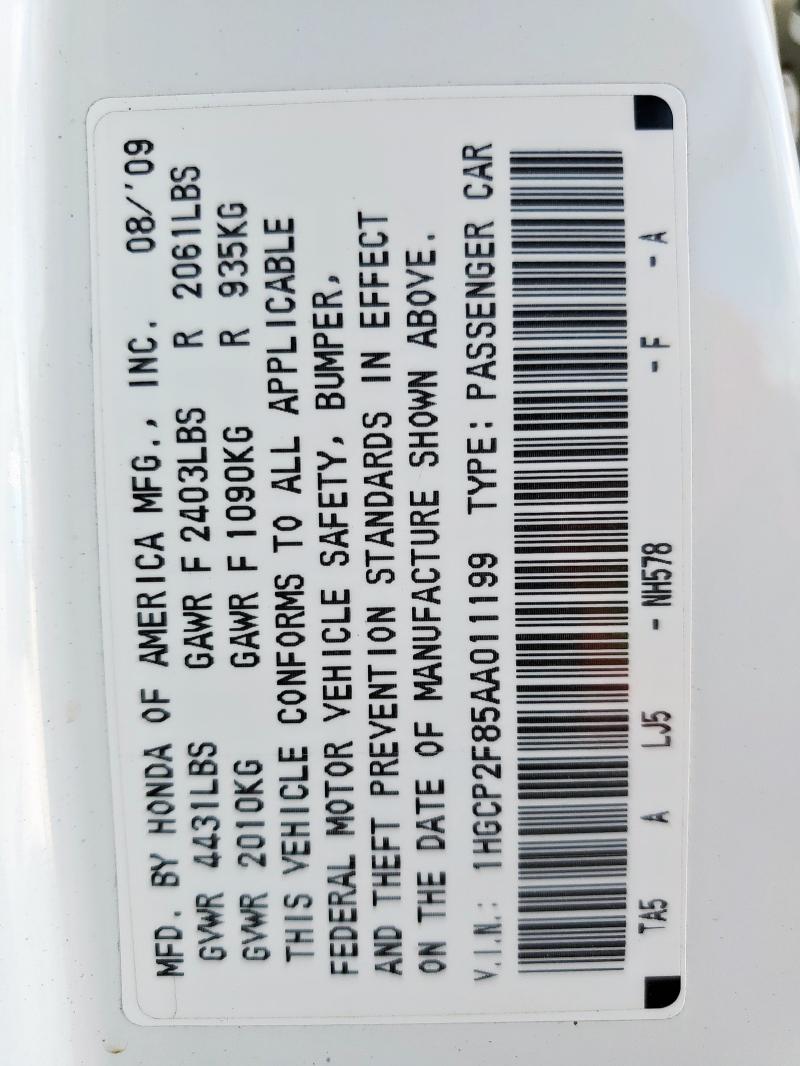 MFD. BY HONDA OF AMERICA MFG., INC. 08/'09
GVWR 4431LBS GAWR F 2403LBS R 2061LBS
GVWR 2010KG GAWR F 1090KG R 935KG
THIS VEHICLE CONFORMS TO ALL APPLICABLE
FEDERAL MOTOR VEHICLE SAFETY, BUMPER,
AND THEFT PREVENTION STANDARDS IN EFFECT
ON THE DATE OF MANUFACTURE SHOWN ABOVE.
V.I.N.: 1HGCP2F85AA011199 TYPE: PASSENGER CAR
TA5 A LJ5 - NH578 - F - A